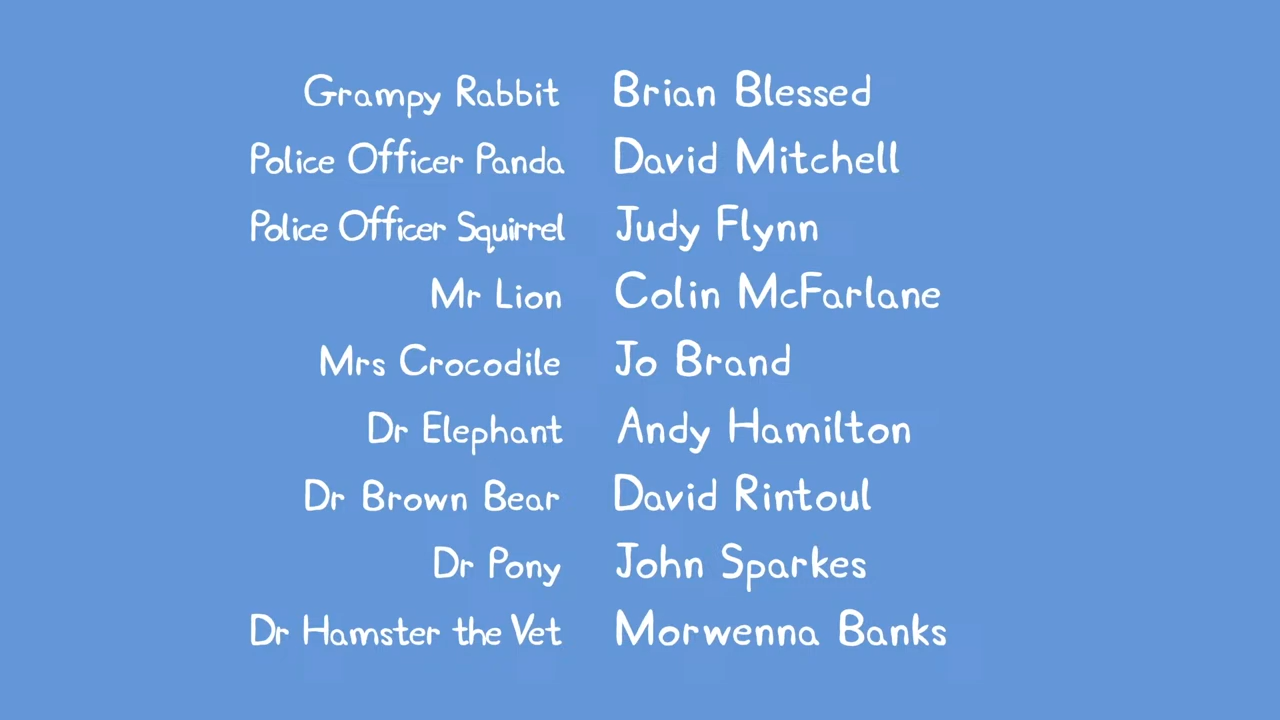 Grampy Rabbit Brian Blessed
Police Officer Panda David Mitchell
Police Officer Squirrel Judy Flynn
Mr Lion Colin McFarlane
Mrs Crocodile Jo Brand
Dr Elephant Andy Hamilton
Dr Brown Bear David Rintoul
Dr Pony John Sparkes
Dr Hamster the Vet Morwenna Banks